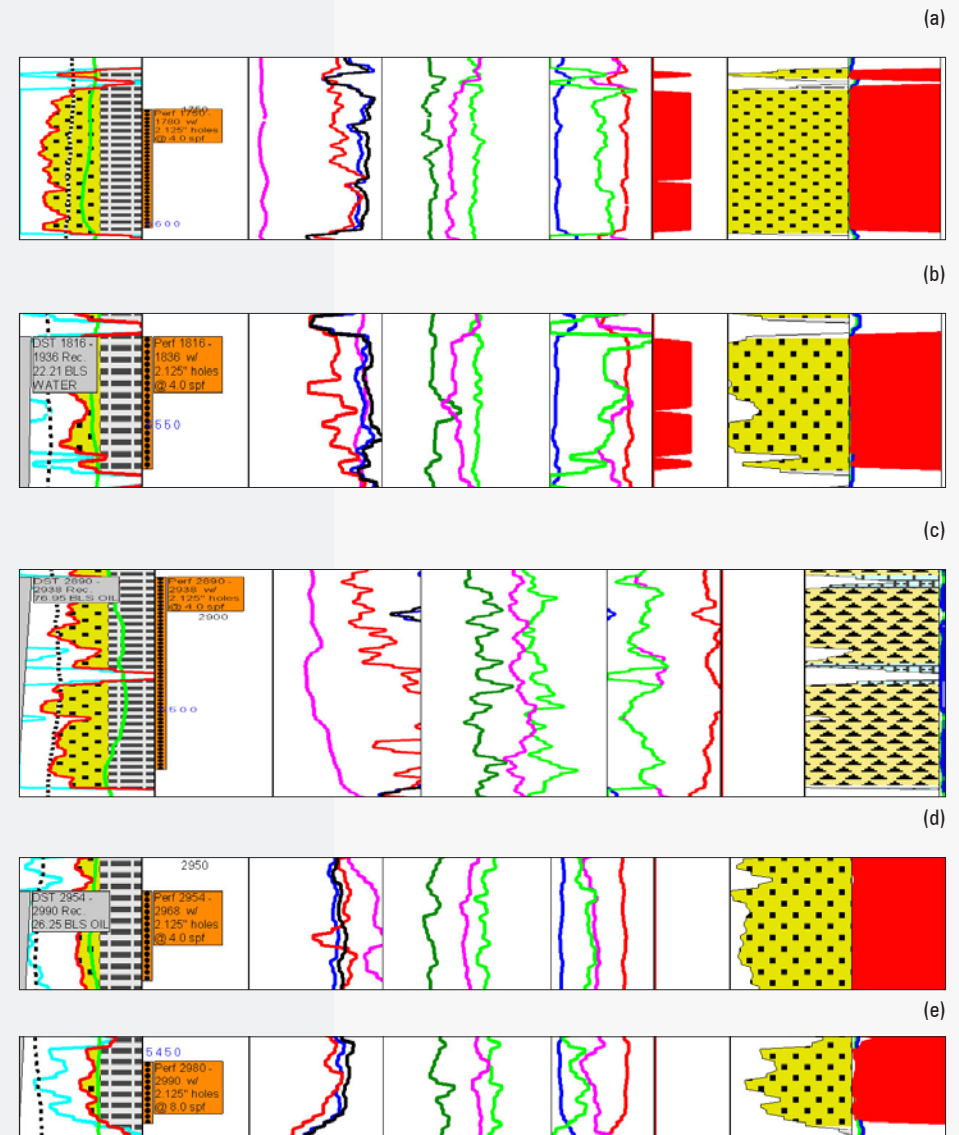 (a)
1750
Perf 1750-
1780 w/
2.125" holes
@ 4.0 spf
600
(b)
DST 1816 -
1936 Rec.
22.21 BLS
WATER
Perf 1816 -
1836 w/
2.125" holes
@ 4.0 spf
550
(c)
DST 2890 -
2938 Rec.
76.95 BLS OIL
Perf 2890 -
2938 w/
2.125" holes
@ 4.0 spf
2900
500
(d)
2950
DST 2954 -
2990 Rec.
26.25 BLS OIL
Perf 2954 -
2968 w/
2.125" holes
@ 4.0 spf
(e)
5450
Perf 2980 -
2990 w/
2.125" holes
@ 8.0 spf